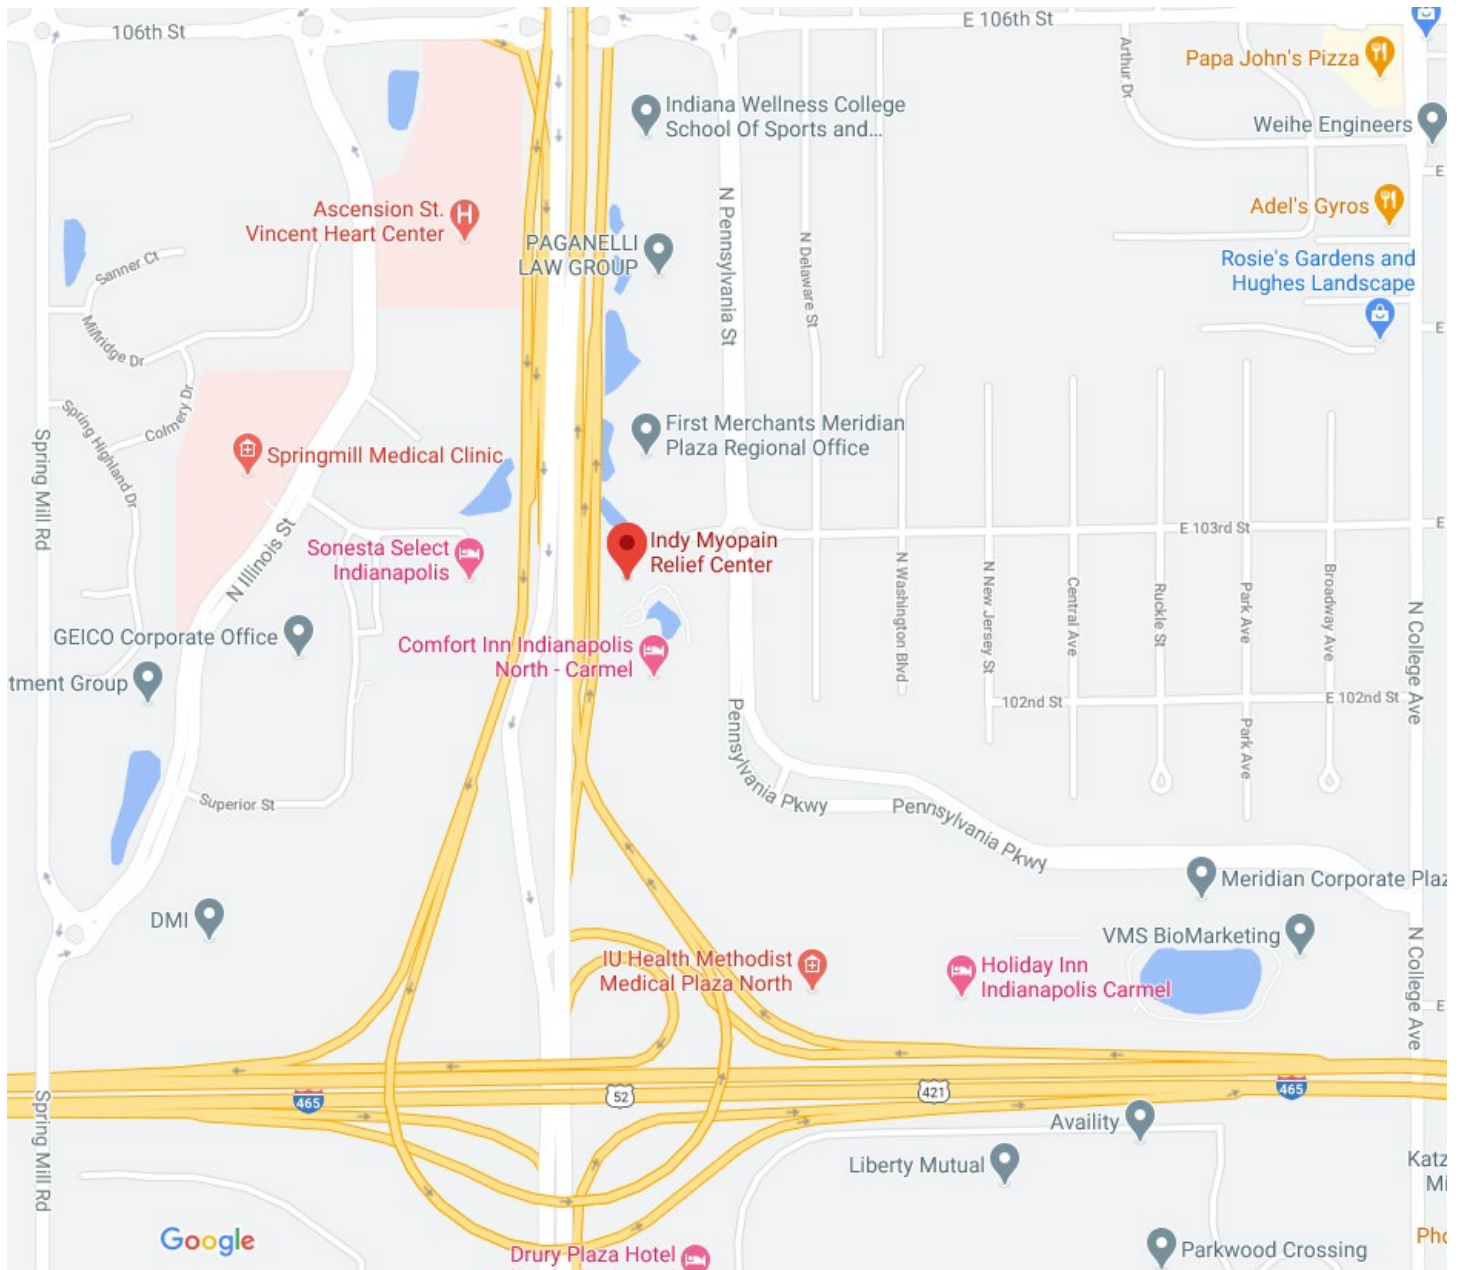 106th St
E 106th St
Arthur Dr
Papa John's Pizza
Indiana Wellness College
School Of Sports and...
Weihe Engineers
E
Ascension St.
Vincent Heart Center
N Pennsylvania St
Adel's Gyros
PAGANELLI
LAW GROUP
N Delaware St
Rosie's Gardens and
Hughes Landscape
Sanner Ct
Millridge Dr
E
Colmery Dr
Spring Highland Dr
Spring Mill Rd
First Merchants Meridian
Plaza Regional Office
Springmill Medical Clinic
N Illinois St
E 103rd St
E
Sonesta Select
Indianapolis
Indy Myopain
Relief Center
N Washington Blvd
N New Jersey St
Central Ave
Ruckle St
Park Ave
Broadway Ave
N College Ave
GEICO Corporate Office
Comfort Inn Indianapolis
North - Carmel
tment Group
102nd St
E 102nd St
Park Ave
Pennsylvania Pkwy
Superior St
Pennsylvania Pkwy
Meridian Corporate Plaz
DMI
VMS BioMarketing
N College Ave
IU Health Methodist
Medical Plaza North
Holiday Inn
Indianapolis Carmel
E
465
52
421
465
Spring Mill Rd
Availity
Liberty Mutual
Katz
Mi
Google
Drury Plaza Hotel
Parkwood Crossing
Pho